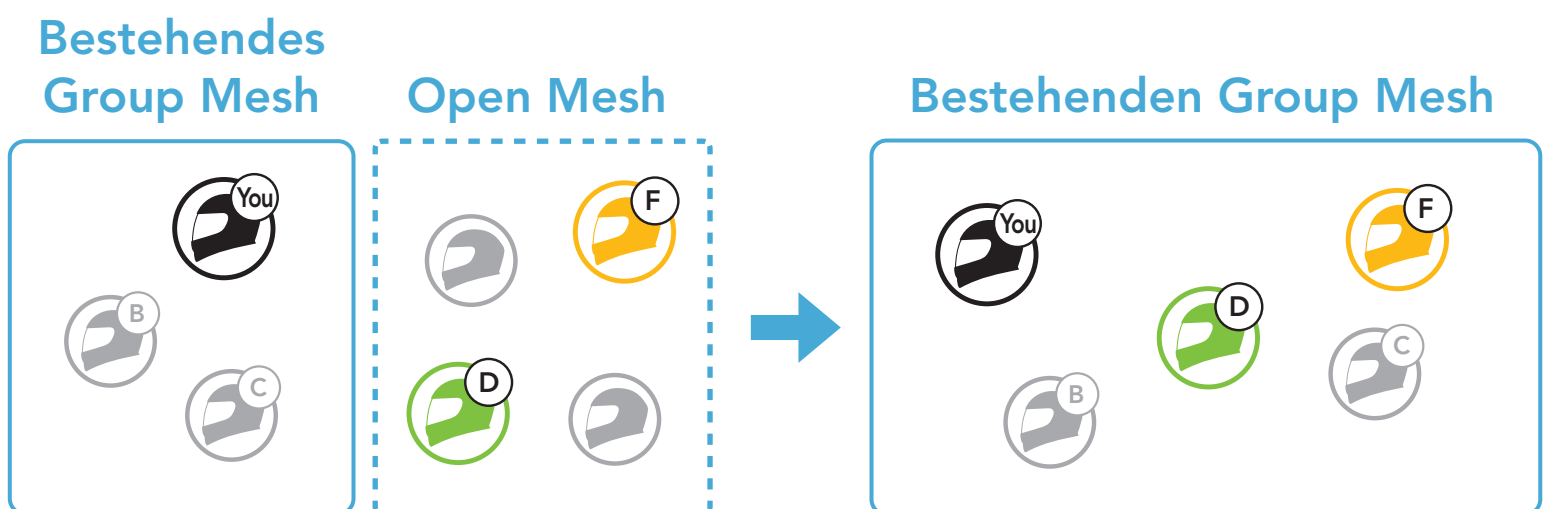 Bestehendes
Group Mesh
Open Mesh
Bestehenden Group Mesh
You
B
C
F
D
You
F
D
C
B